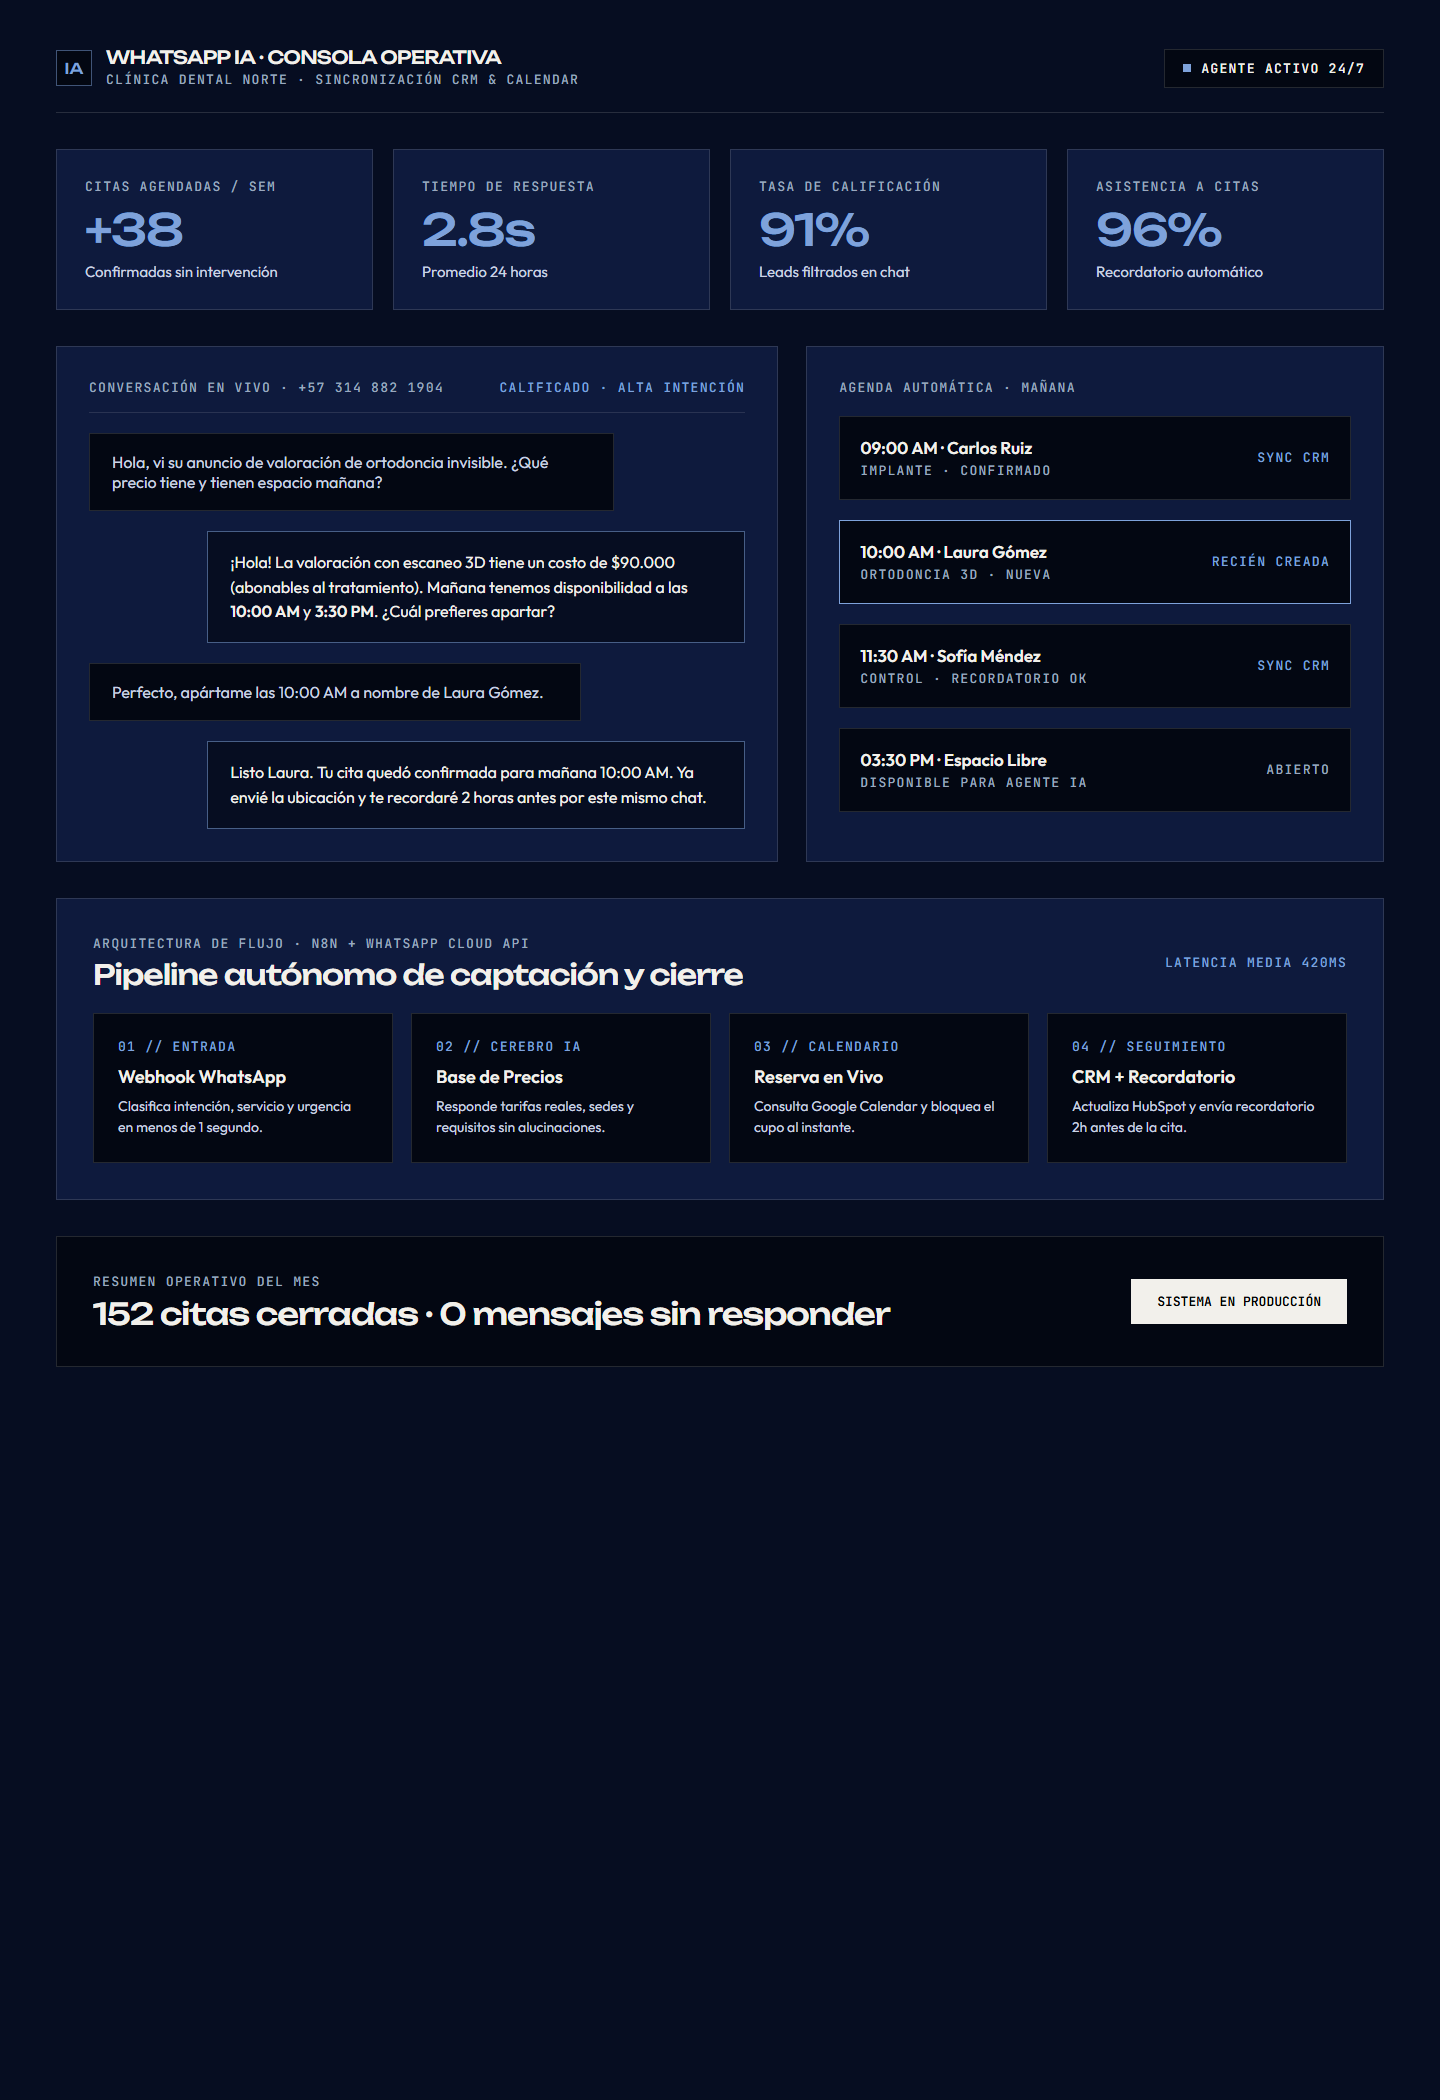 IA
WHATSAPP IA · CONSOLA OPERATIVA
CLÍNICA DENTAL NORTE · SINCRONIZACIÓN CRM & CALENDAR
AGENTE ACTIVO 24/7
CITAS AGENDADAS / SEM
+38
Confirmadas sin intervención
TIEMPO DE RESPUESTA
2.8s
Promedio 24 horas
TASA DE CALIFICACIÓN
91%
Leads filtrados en chat
ASISTENCIA A CITAS
96%
Recordatorio automático
CONVERSACIÓN EN VIVO · +57 314 882 1904
CALIFICADO · ALTA INTENCIÓN
Hola, vi su anuncio de valoración de ortodoncia invisible. ¿Qué
precio tiene y tienen espacio mañana?
¡Hola! La valoración con escaneo 3D tiene un costo de $90.000
(abonables al tratamiento). Mañana tenemos disponibilidad a las
10:00 AM y 3:30 PM. ¿Cuál prefieres apartar?
Perfecto, apártame las 10:00 AM a nombre de Laura Gómez.
Listo Laura. Tu cita quedó confirmada para mañana 10:00 AM. Ya
envié la ubicación y te recordaré 2 horas antes por este mismo chat.
AGENDA AUTOMÁTICA · MAÑANA
09:00 AM · Carlos Ruiz
IMPLANTE · CONFIRMADO
SYNC CRM
10:00 AM · Laura Gómez
ORTODONCIA 3D · NUEVA
RECIÉN CREADA
11:30 AM · Sofía Méndez
CONTROL · RECORDATORIO OK
SYNC CRM
03:30 PM · Espacio Libre
DISPONIBLE PARA AGENTE IA
ABIERTO
ARQUITECTURA DE FLUJO · N8N + WHATSAPP CLOUD API
Pipeline autónomo de captación y cierre
LATENCIA MEDIA 420MS
01 // ENTRADA
Webhook WhatsApp
Clasifica intención, servicio y urgencia
en menos de 1 segundo.
02 // CEREBRO IA
Base de Precios
Responde tarifas reales, sedes y
requisitos sin alucinaciones.
03 // CALENDARIO
Reserva en Vivo
Consulta Google Calendar y bloquea el
cupo al instante.
04 // SEGUIMIENTO
CRM + Recordatorio
Actualiza HubSpot y envía recordatorio
2h antes de la cita.
RESUMEN OPERATIVO DEL MES
152 citas cerradas · 0 mensajes sin responder
SISTEMA EN PRODUCCIÓN